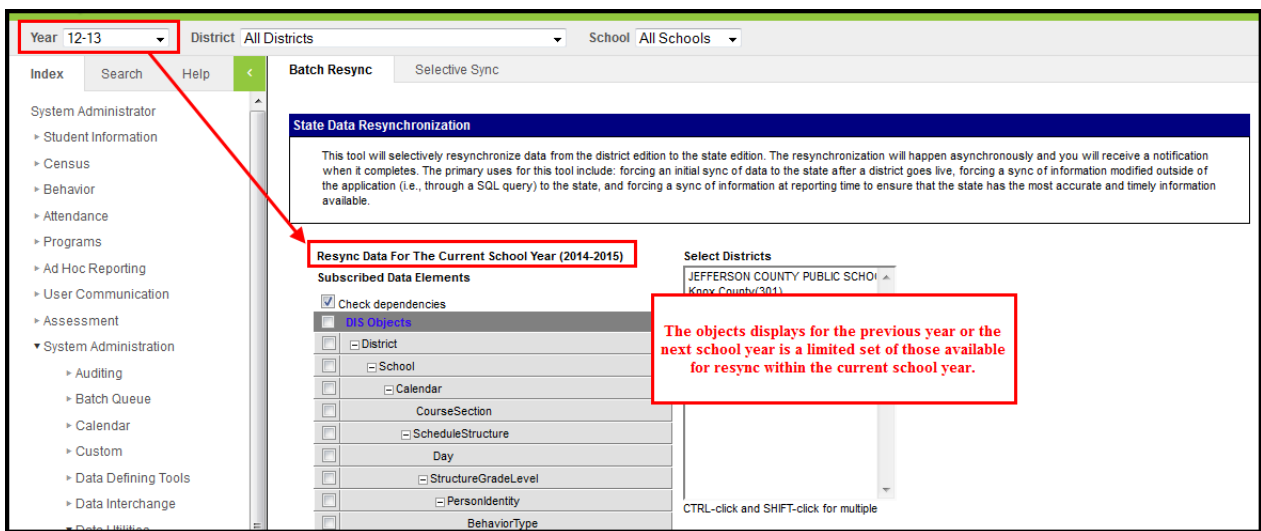 Year 12-13 District All Districts School All Schools
Index Search Help <
Batch Resync Selective Sync
System Administrator
Student Information
Census
Behavior
Attendance
Programs
Ad Hoc Reporting
User Communication
Assessment
System Administration
Auditing
Batch Queue
Calendar
Custom
Data Defining Tools
Data Interchange
Data Utilities
State Data Resynchronization
This tool will selectively resynchronize data from the district edition to the state edition. The resynchronization will happen asynchronously and you will receive a notification
when it completes. The primary uses for this tool include: forcing an initial sync of data to the state after a district goes live, forcing a sync of information modified outside of
the application (i.e., through a SQL query) to the state, and forcing a sync of information at reporting time to ensure that the state has the most accurate and timely information
available.
Resync Data For The Current School Year (2014-2015)
Subscribed Data Elements
Check dependencies
DIS Objects
District
School
Calendar
CourseSection
ScheduleStructure
Day
StructureGradeLevel
PersonIdentity
BehaviorType
Select Districts
JEFFERSON COUNTY PUBLIC SCHO
Knox County(301)
The objects displays for the previous year or the
next school year is a limited set of those available
for resync within the current school year.
CTRL-click and SHIFT-click for multiple